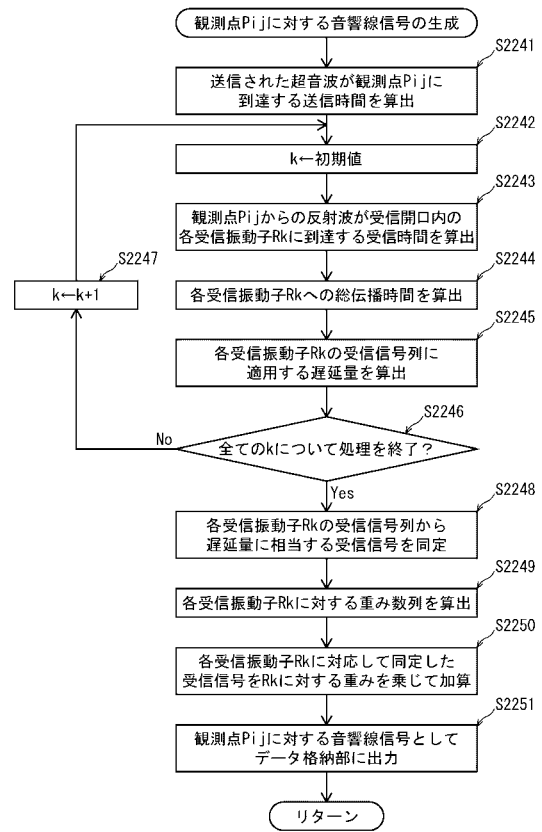 観測点Pijに対する音響線信号の生成
S2241
送信された超音波が観測点Pijに
到達する送信時間を算出
S2242
k←初期値
S2243
観測点Pijからの反射波が受信開口内の
各受信振動子Rkに到達する受信時間を算出
S2247
k←k+1
S2244
各受信振動子Rkへの総伝播時間を算出
S2245
各受信振動子Rkの受信信号列に
適用する遅延量を算出
S2246
全てのkについて処理を終了？
No
Yes
S2248
各受信振動子Rkの受信信号列から
遅延量に相当する受信信号を同定
S2249
各受信振動子Rkに対する重み数列を算出
S2250
各受信振動子Rkに対応して同定した
受信信号をRkに対する重みを乗じて加算
S2251
観測点Pijに対する音響線信号として
データ格納部に出力
リターン